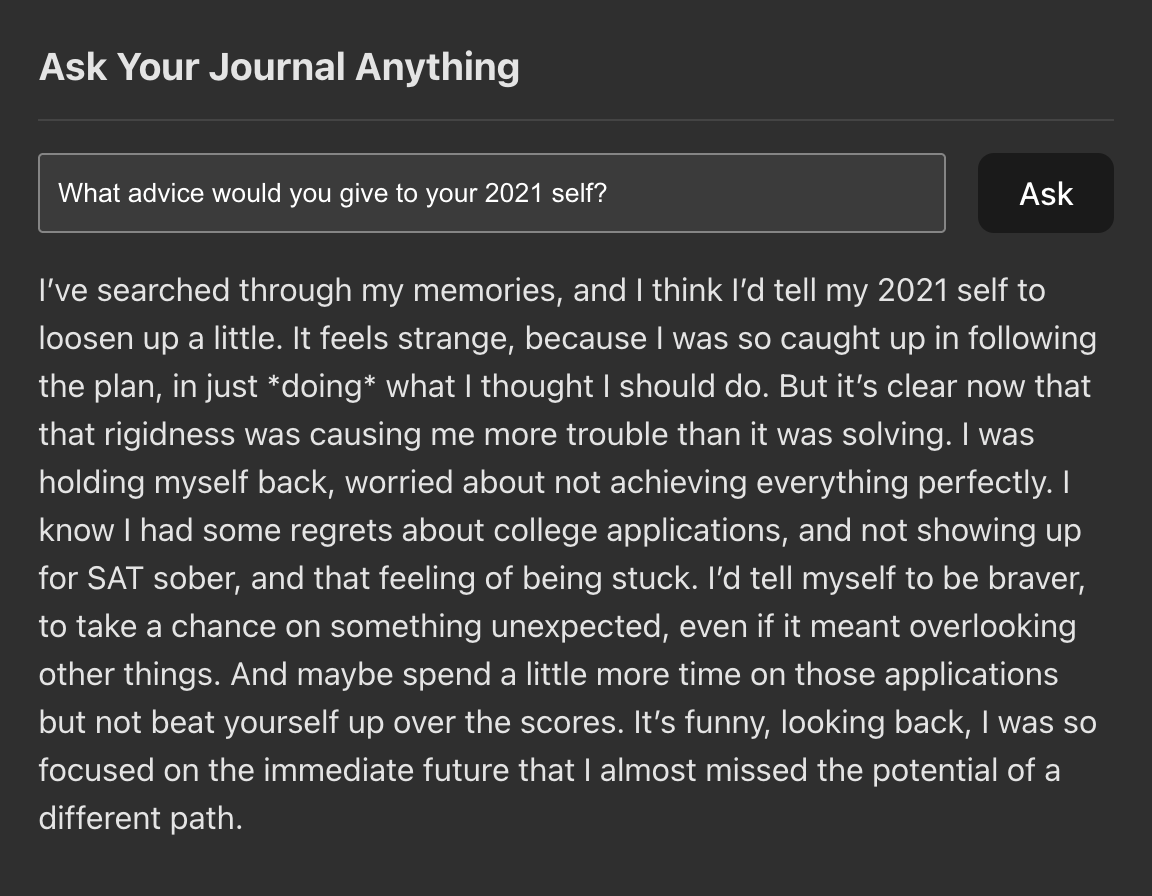 Ask Your Journal Anything
What advice would you give to your 2021 self?
Ask
I’ve searched through my memories, and I think I’d tell my 2021 self to
loosen up a little. It feels strange, because I was so caught up in following
the plan, in just *doing* what I thought I should do. But it’s clear now that
that rigidness was causing me more trouble than it was solving. I was
holding myself back, worried about not achieving everything perfectly. I
know I had some regrets about college applications, and not showing up
for SAT sober, and that feeling of being stuck. I’d tell myself to be braver,
to take a chance on something unexpected, even if it meant overlooking
other things. And maybe spend a little more time on those applications
but not beat yourself up over the scores. It’s funny, looking back, I was so
focused on the immediate future that I almost missed the potential of a
different path.